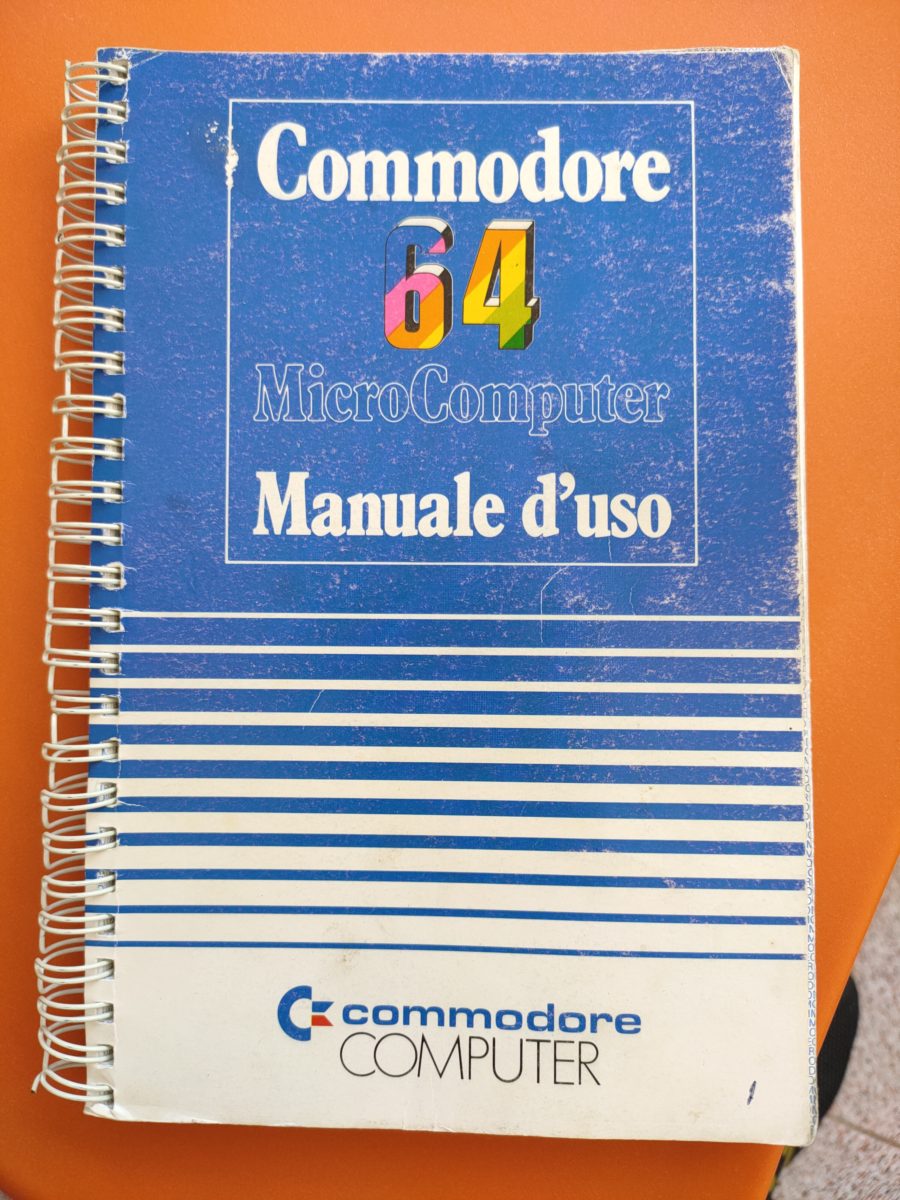 Commodore
64
MicroComputer
Manuale d'uso
commodore
COMPUTER